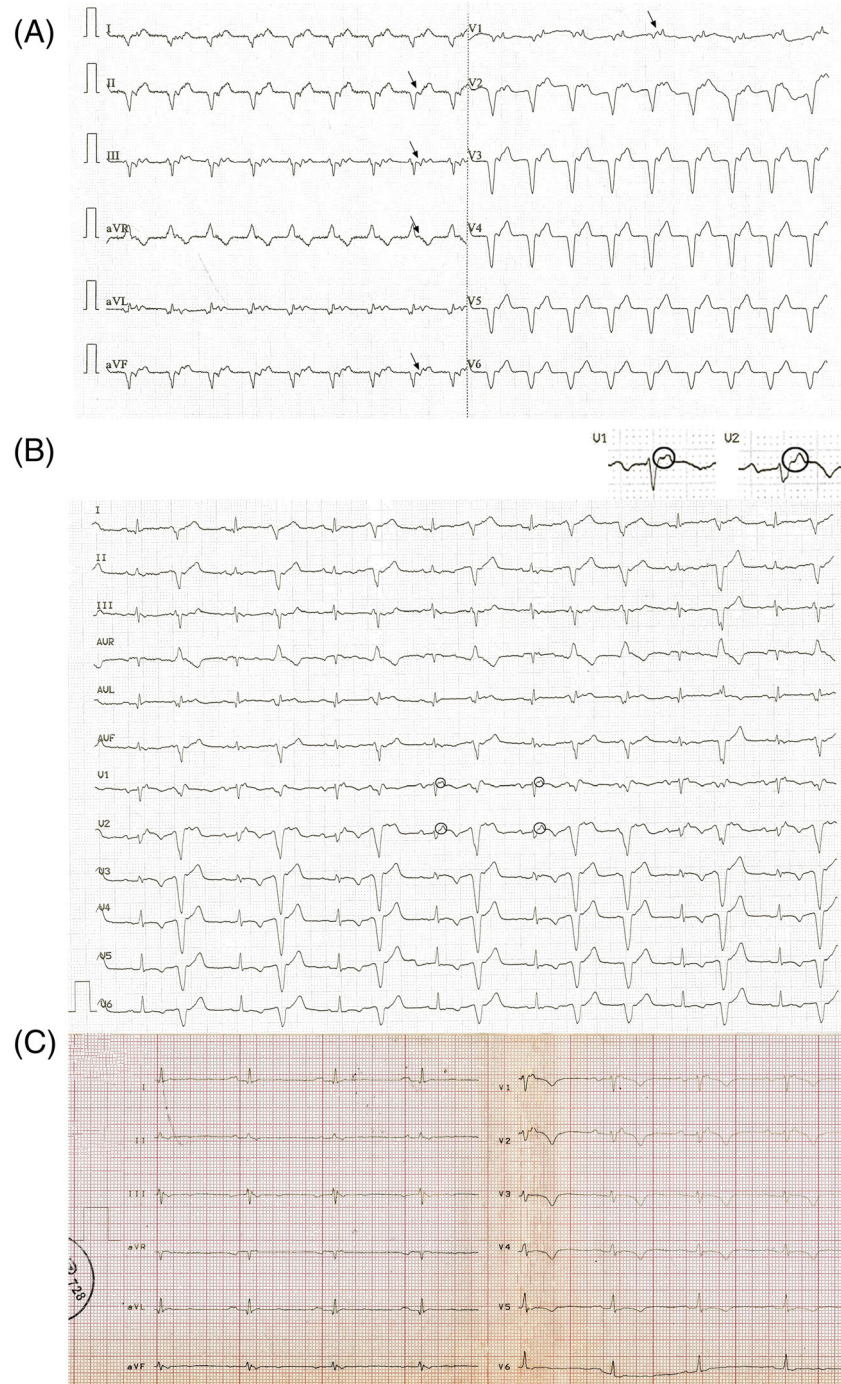 (A)
I V1
II V2
III V3
aVR V4
aVL V5
aVF V6
(B)
V1 V2
I
II
III
AVR
AVL
AVF
V1
V2
V3
V4
V5
V6
(C)
I V1
II V2
III V3
aVR V4
aVL V5
aVF V6
728